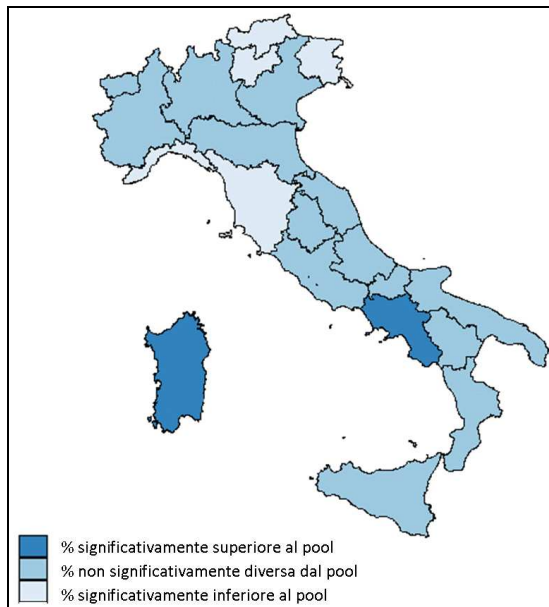 % significativamente superiore al pool
% non significativamente diversa dal pool
% significativamente inferiore al pool